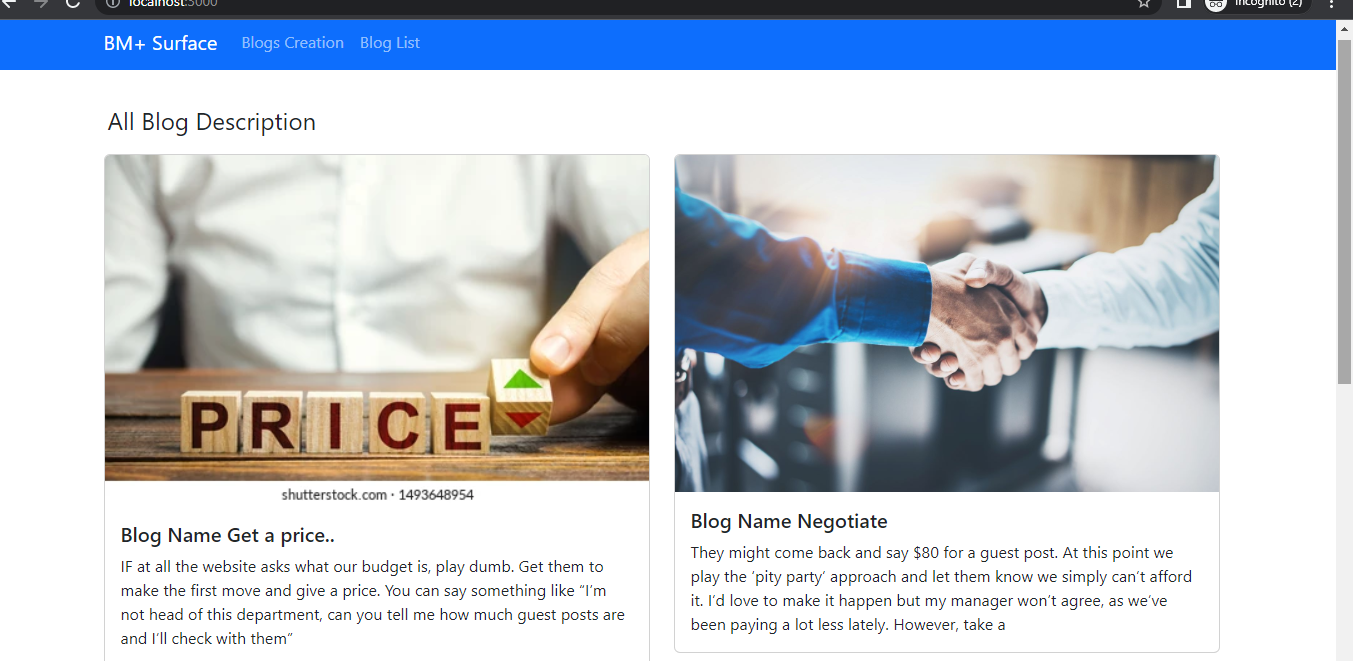 localhost:3000
Incognito (2)
BM+ Surface Blogs Creation Blog List
All Blog Description
PRICE
shutterstock.com · 1493648954
Blog Name Get a price..
IF at all the website asks what our budget is, play dumb. Get them to
make the first move and give a price. You can say something like “I’m
not head of this department, can you tell me how much guest posts are
and I’ll check with them”
Blog Name Negotiate
They might come back and say $80 for a guest post. At this point we
play the ‘pity party’ approach and let them know we simply can’t afford
it. I’d love to make it happen but my manager won’t agree, as we’ve
been paying a lot less lately. However, take a